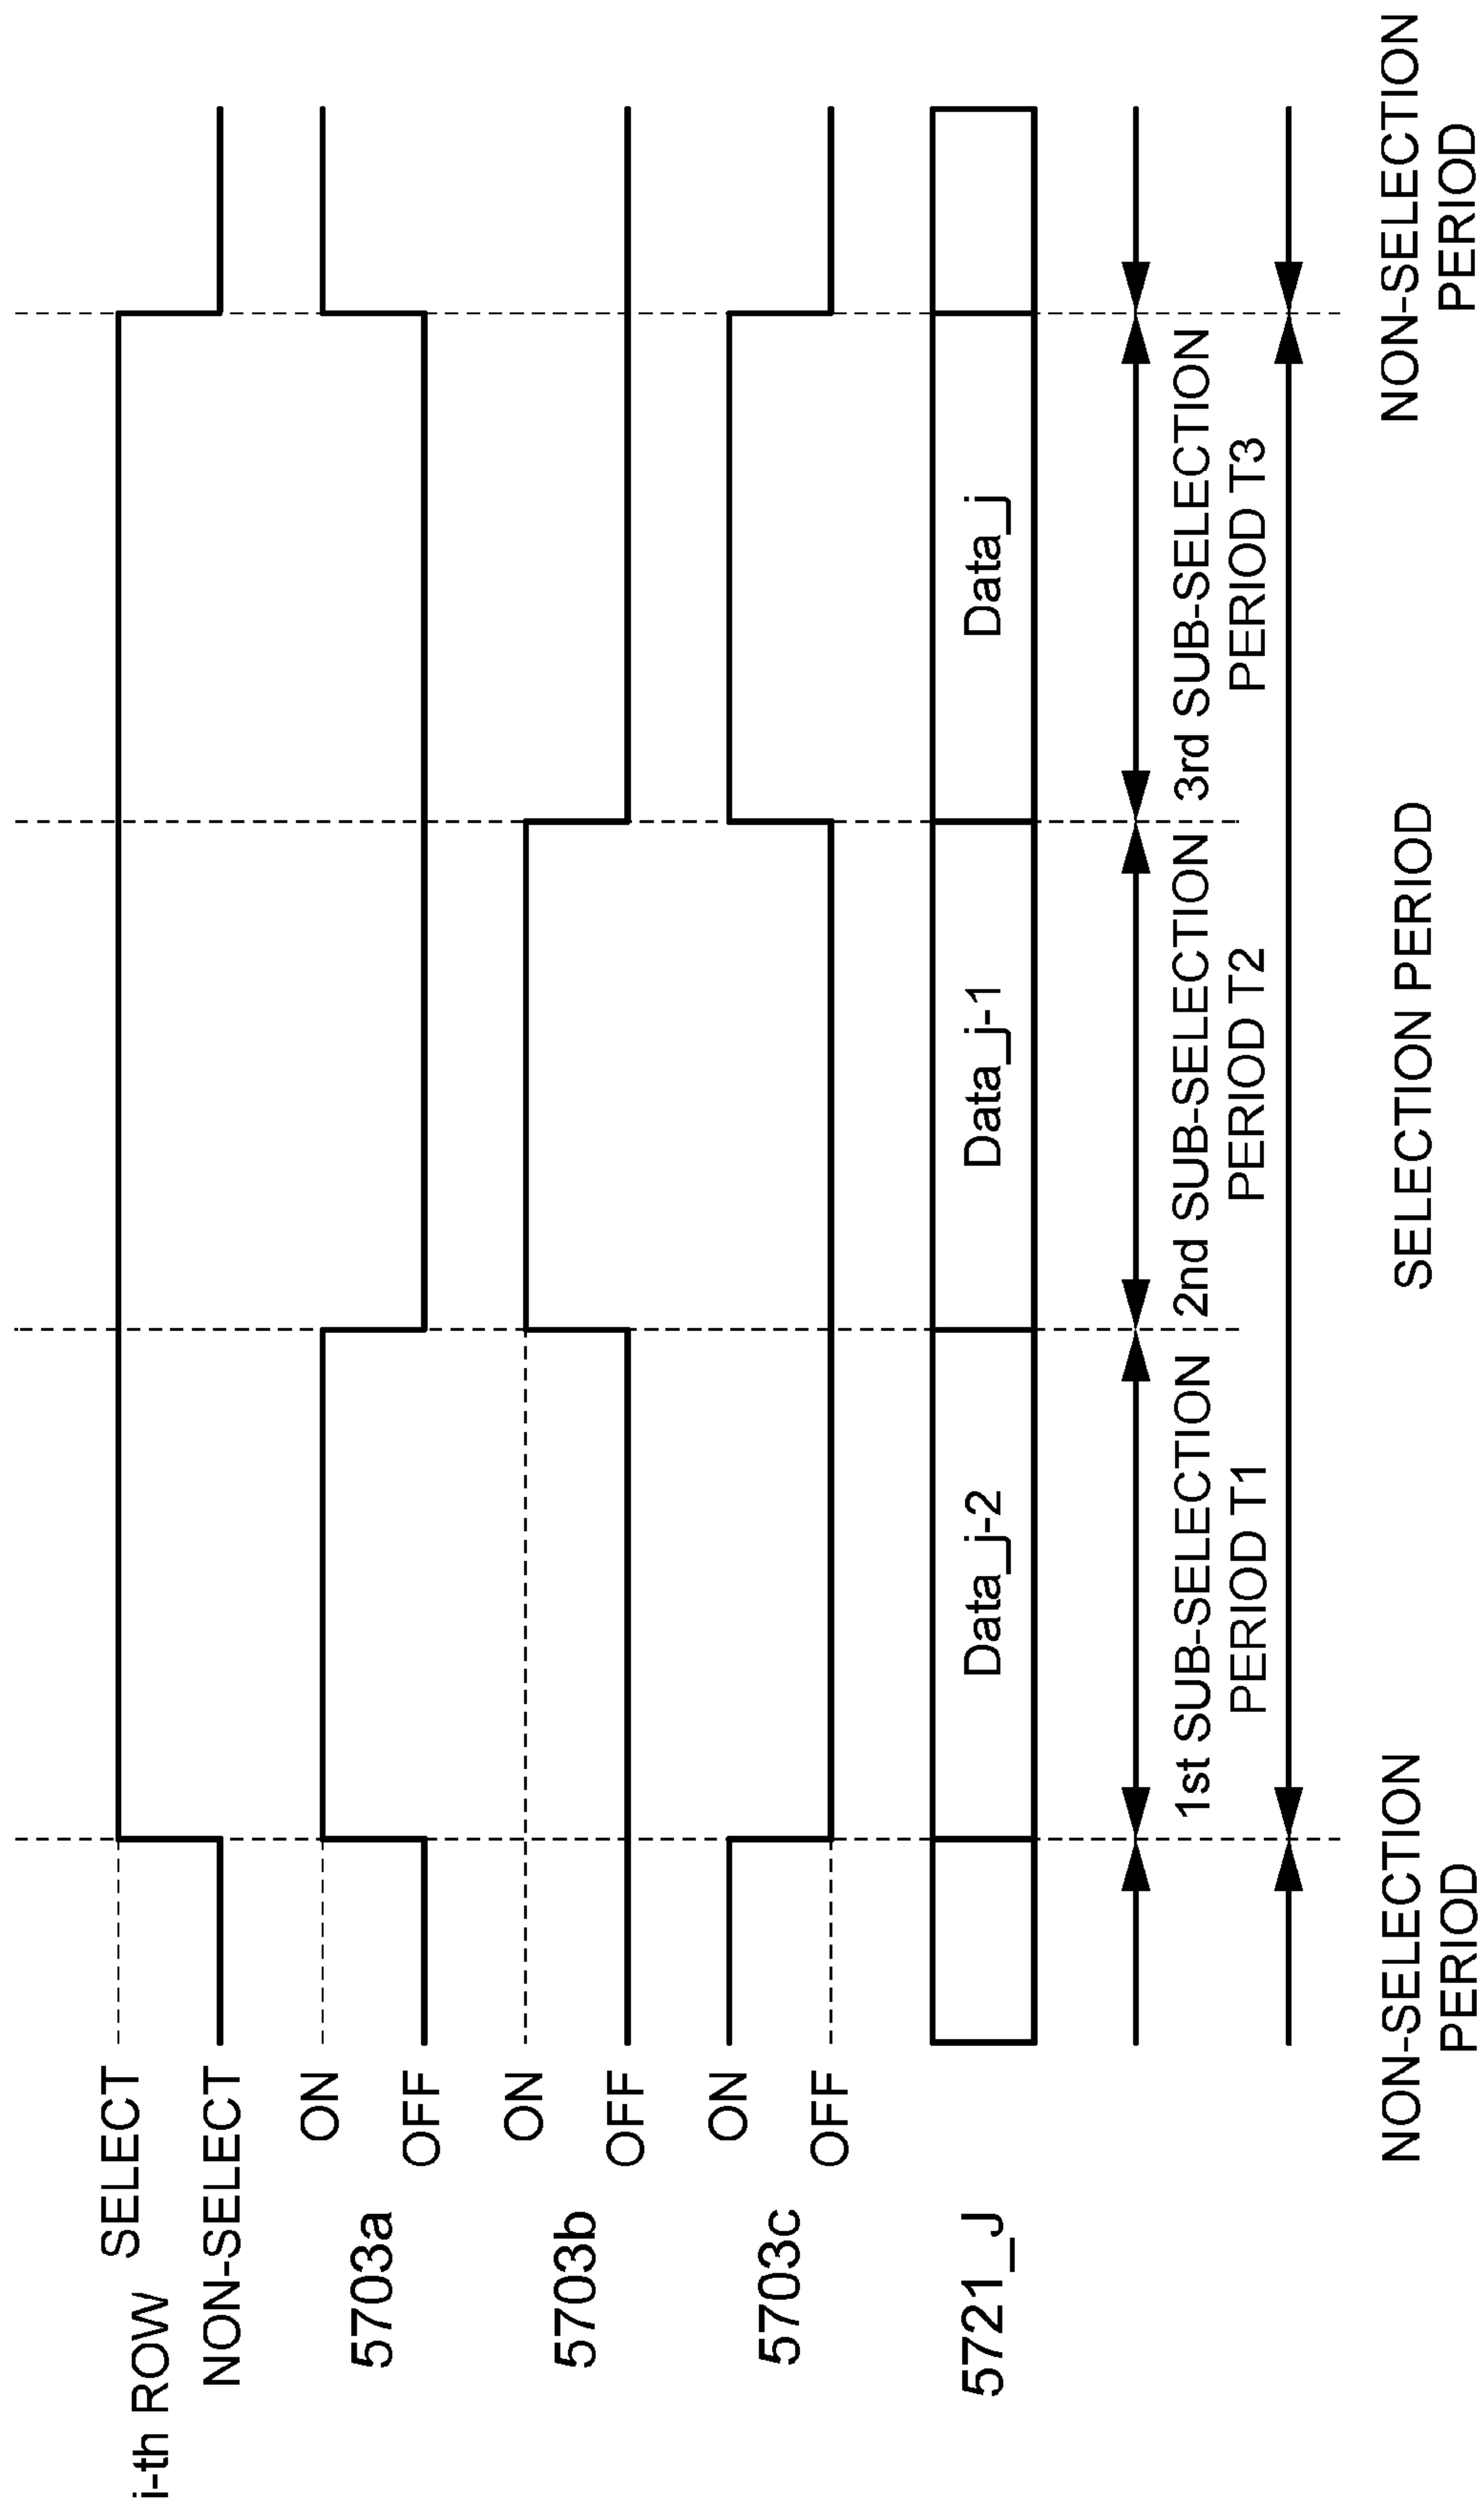 i-th ROW SELECT
NON-SELECT
5703a
ON
OFF
5703b
ON
OFF
5703c
ON
OFF
5721_J
Data_j-2
Data_j-1
Data_j
1st SUB-SELECTION
PERIOD T1
2nd SUB-SELECTION
PERIOD T2
3rd SUB-SELECTION
PERIOD T3
NON-SELECTION
PERIOD
SELECTION PERIOD
NON-SELECTION
PERIOD